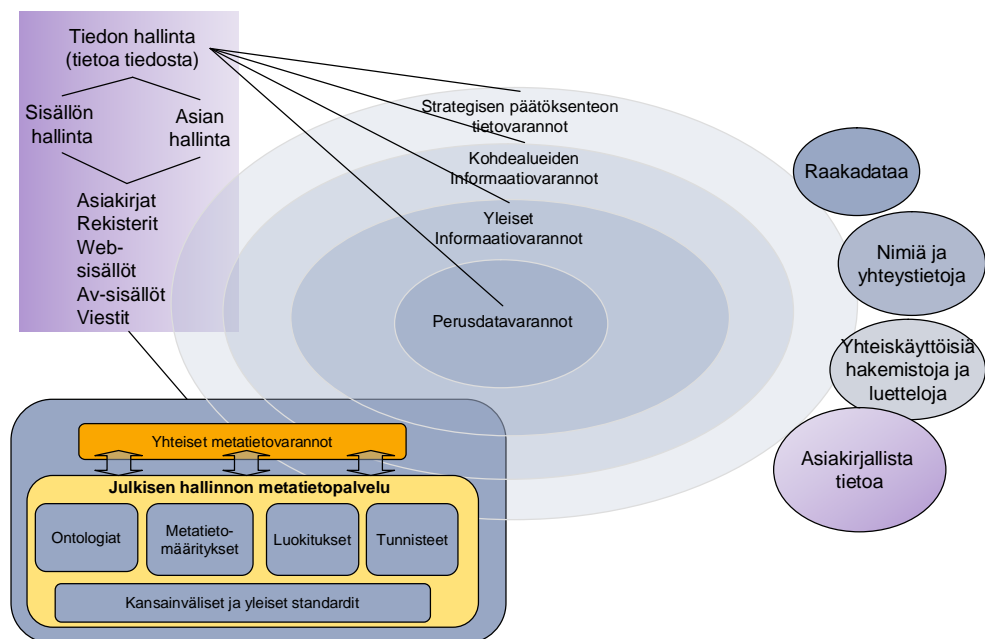 Tiedon hallinta
(tietoa tiedosta)
Sisällön
hallinta
Asian
hallinta
Asiakirjat
Rekisterit
Web-
sisällöt
Av-sisällöt
Viestit
Strategisen päätöksenteon
tietovarannot
Kohdealueiden
Informaatiovarannot
Yleiset
Informaatiovarannot
Perusdatavarannot
Raakadataa
Nimiä ja
yhteystietoja
Yhteiskäyttöisiä
hakemistoja ja
luetteloja
Asiakirjallista
tietoa
Yhteiset metatietovarannot
Julkisen hallinnon metatietopalvelu
Ontologiat
Metatieto-
määritykset
Luokitukset
Tunnisteet
Kansainväliset ja yleiset standardit